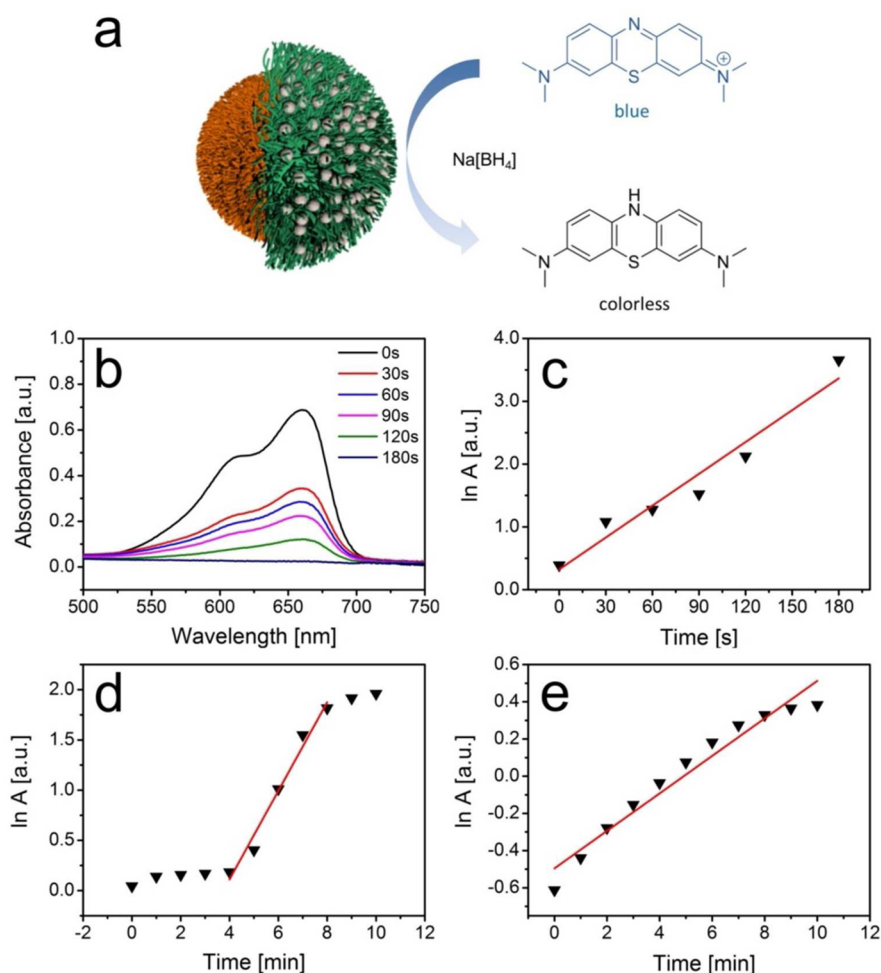 a
N
N
S
N
⊕
blue
Na[BH₄]
H
N
N
S
N
colorless
b
1.0
0.8
0.6
0.4
0.2
0.0
Absorbance [a.u.]
0s
30s
60s
90s
120s
180s
500 550 600 650 700 750
Wavelength [nm]
c
4.0
3.0
2.0
1.0
0.0
ln A [a.u.]
0 30 60 90 120 150 180
Time [s]
d
2.0
1.5
1.0
0.5
0.0
ln A [a.u.]
-2 0 2 4 6 8 10 12
Time [min]
e
0.6
0.4
0.2
0.0
-0.2
-0.4
-0.6
ln A [a.u.]
0 2 4 6 8 10 12
Time [min]